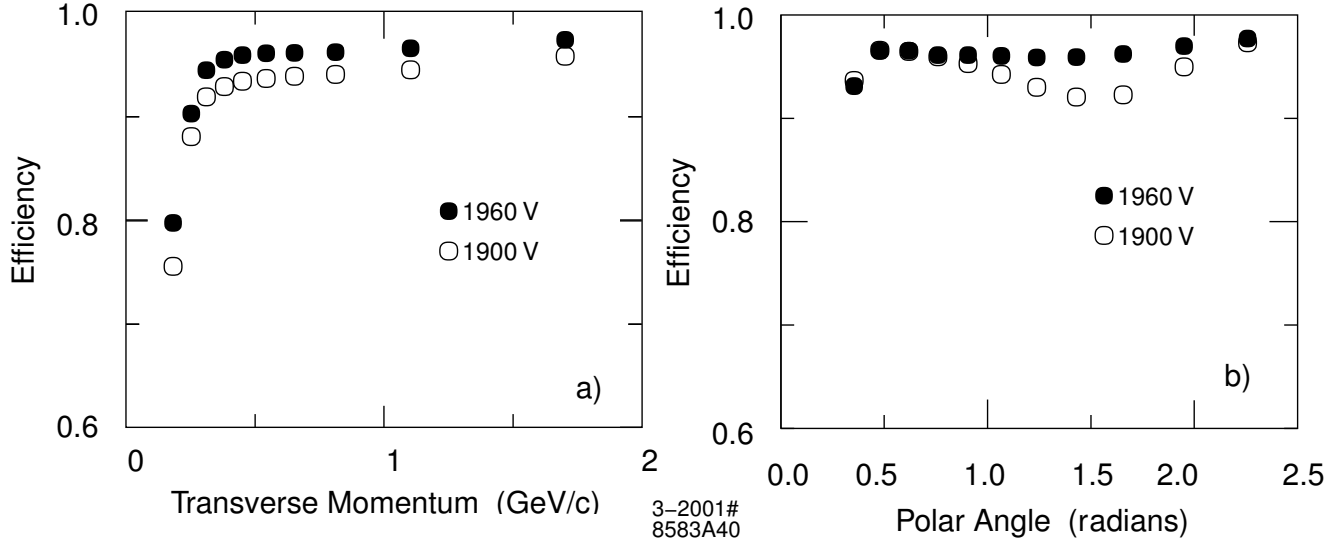 1.0
0.8
0.6
Efficiency
1960 V
1900 V
a)
0 1 2
Transverse Momentum (GeV/c)
3–2001#
8583A40
1.0
0.8
0.6
Efficiency
1960 V
1900 V
b)
0.0 0.5 1.0 1.5 2.0 2.5
Polar Angle (radians)